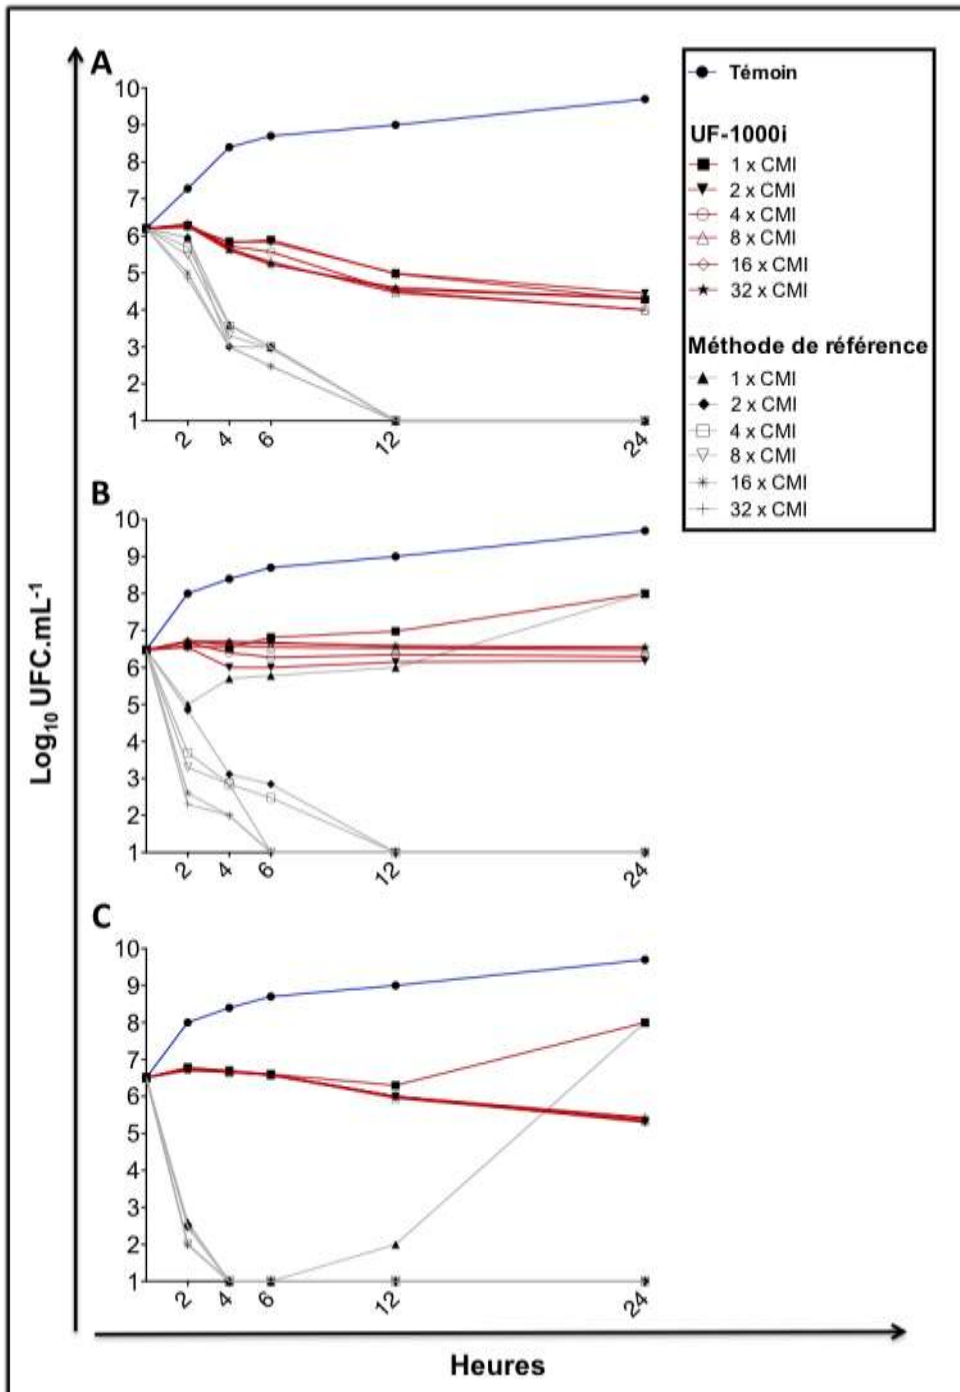 A
10
9
8
7
6
5
4
3
2
1
2
4
6
12
24
B
10
9
8
7
6
5
4
3
2
1
2
4
6
12
24
C
10
9
8
7
6
5
4
3
2
1
2
4
6
12
24
Log10 UFC.mL-1
Heures
Témoin
UF-1000i
1 x CMI
2 x CMI
4 x CMI
8 x CMI
16 x CMI
32 x CMI
Méthode de référence
1 x CMI
2 x CMI
4 x CMI
8 x CMI
16 x CMI
32 x CMI